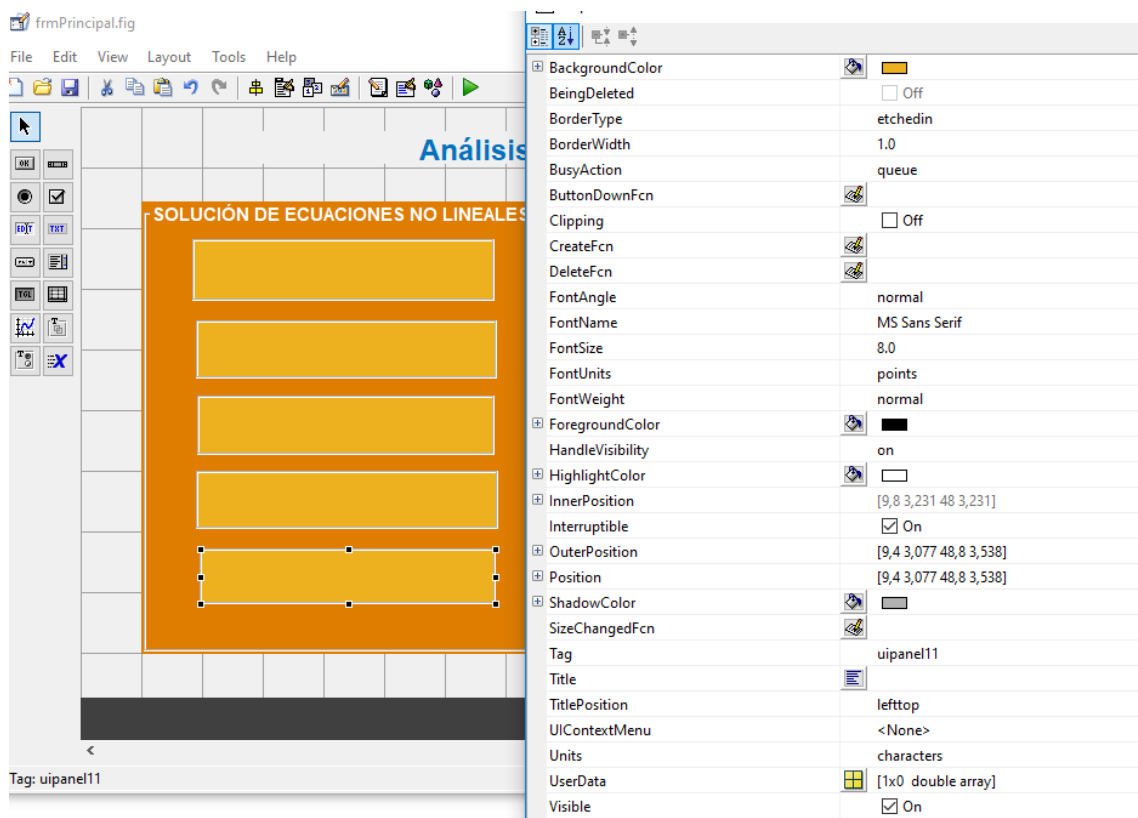 frmPrincipal.fig
File Edit View Layout Tools Help
OK
EDIT TXT
TGL
Análisis
SOLUCIÓN DE ECUACIONES NO LINEALES
Tag: uipanel11
BackgroundColor
BeingDeleted Off
BorderType etchedin
BorderWidth 1.0
BusyAction queue
ButtonDownFcn
Clipping Off
CreateFcn
DeleteFcn
FontAngle normal
FontName MS Sans Serif
FontSize 8.0
FontUnits points
FontWeight normal
ForegroundColor
HandleVisibility on
HighlightColor
InnerPosition [9,8 3,231 48 3,231]
Interruptible On
OuterPosition [9,4 3,077 48,8 3,538]
Position [9,4 3,077 48,8 3,538]
ShadowColor
SizeChangedFcn
Tag uipanel11
Title
TitlePosition lefttop
UIContextMenu <None>
Units characters
UserData [1x0 double array]
Visible On